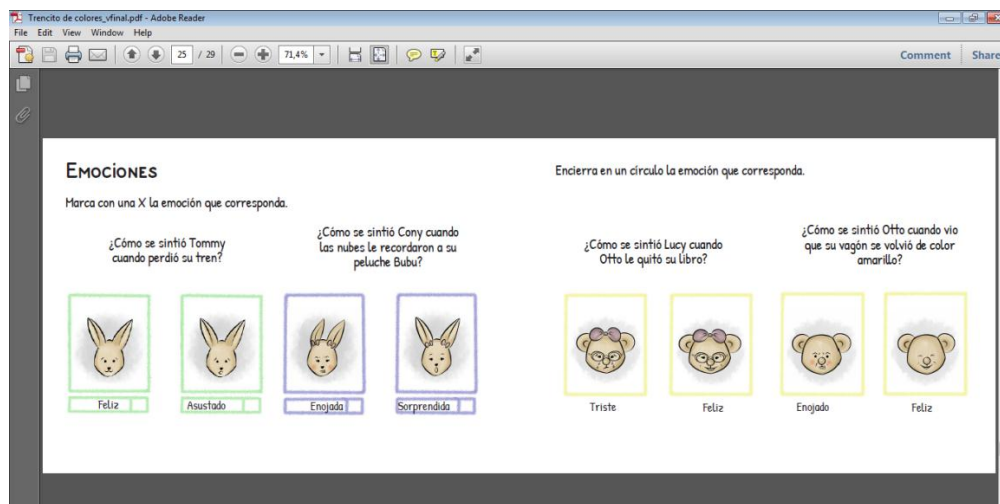 Trencito de colores_vfinal.pdf - Adobe Reader
File Edit View Window Help
25 / 29
71,4%
Comment Share
EMOCIONES
Marca con una X la emoción que corresponda.
¿Cómo se sintió Tommy
cuando perdió su tren?
¿Cómo se sintió Cony cuando
las nubes le recordaron a su
peluche Bubu?
Feliz
Asustado
Enojada
Sorprendida
Encierra en un círculo la emoción que corresponda.
¿Cómo se sintió Lucy cuando
Otto le quitó su libro?
¿Cómo se sintió Otto cuando vio
que su vagón se volvió de color
amarillo?
Triste
Feliz
Enojado
Feliz